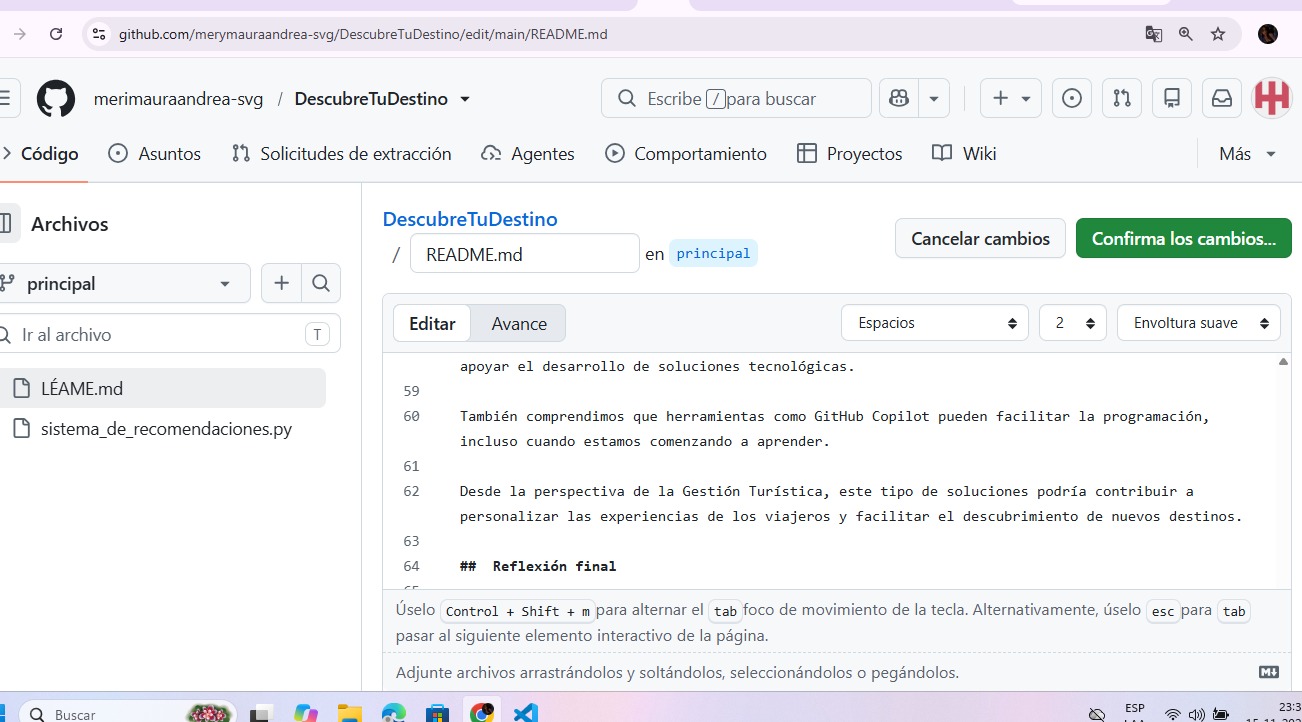 github.com/merymauraandrea-svg/DescubreTuDestino/edit/main/README.md
merimauraandrea-svg / DescubreTuDestino
Escribe / para buscar
Código Asuntos Solicitudes de extracción Agentes Comportamiento Proyectos Wiki Más
Archivos
principal
Ir al archivo T
LÉAME.md
sistema_de_recomendaciones.py
DescubreTuDestino
/ README.md en principal
Cancelar cambios Confirma los cambios...
Editar Avance Espacios 2 Envoltura suave
apoyar el desarrollo de soluciones tecnológicas.
59
60 También comprendimos que herramientas como GitHub Copilot pueden facilitar la programación,
incluso cuando estamos comenzando a aprender.
61
62 Desde la perspectiva de la Gestión Turística, este tipo de soluciones podría contribuir a
personalizar las experiencias de los viajeros y facilitar el descubrimiento de nuevos destinos.
63
64 ## Reflexión final
Úselo Control + Shift + m para alternar el tab foco de movimiento de la tecla. Alternativamente, úselo esc para tab
pasar al siguiente elemento interactivo de la página.
Adjunte archivos arrastrándolos y soltándolos, seleccionándolos o pegándolos.
Buscar
ESP